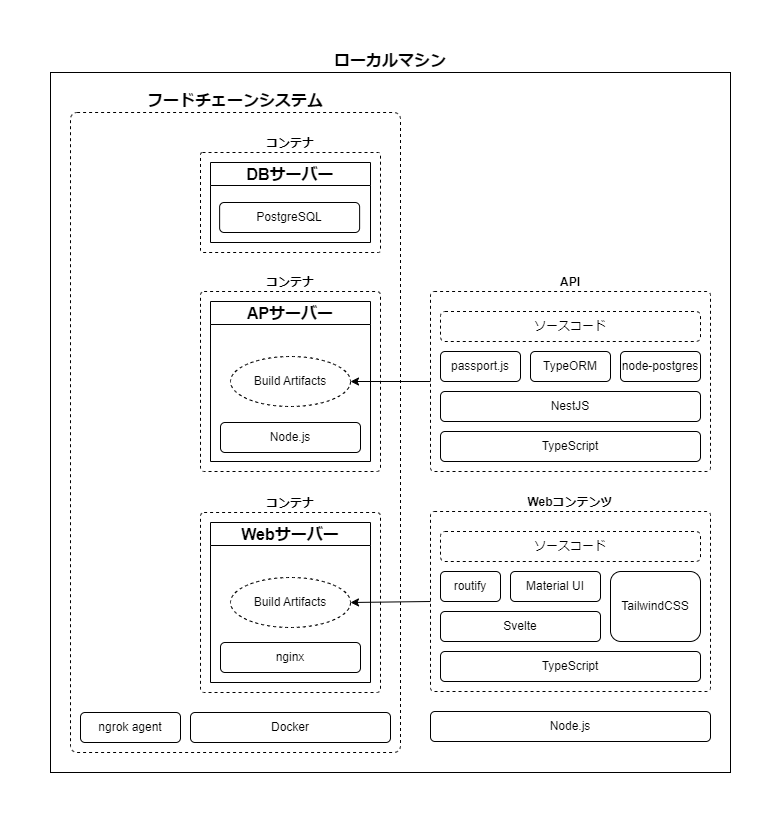 ローカルマシン
フードチェーンシステム
コンテナ
DBサーバー
PostgreSQL
コンテナ
APサーバー
Build Artifacts
Node.js
API
ソースコード
passport.js
TypeORM
node-postgres
NestJS
TypeScript
コンテナ
Webサーバー
Build Artifacts
nginx
Webコンテンツ
ソースコード
routify
Material UI
TailwindCSS
Svelte
TypeScript
ngrok agent
Docker
Node.js